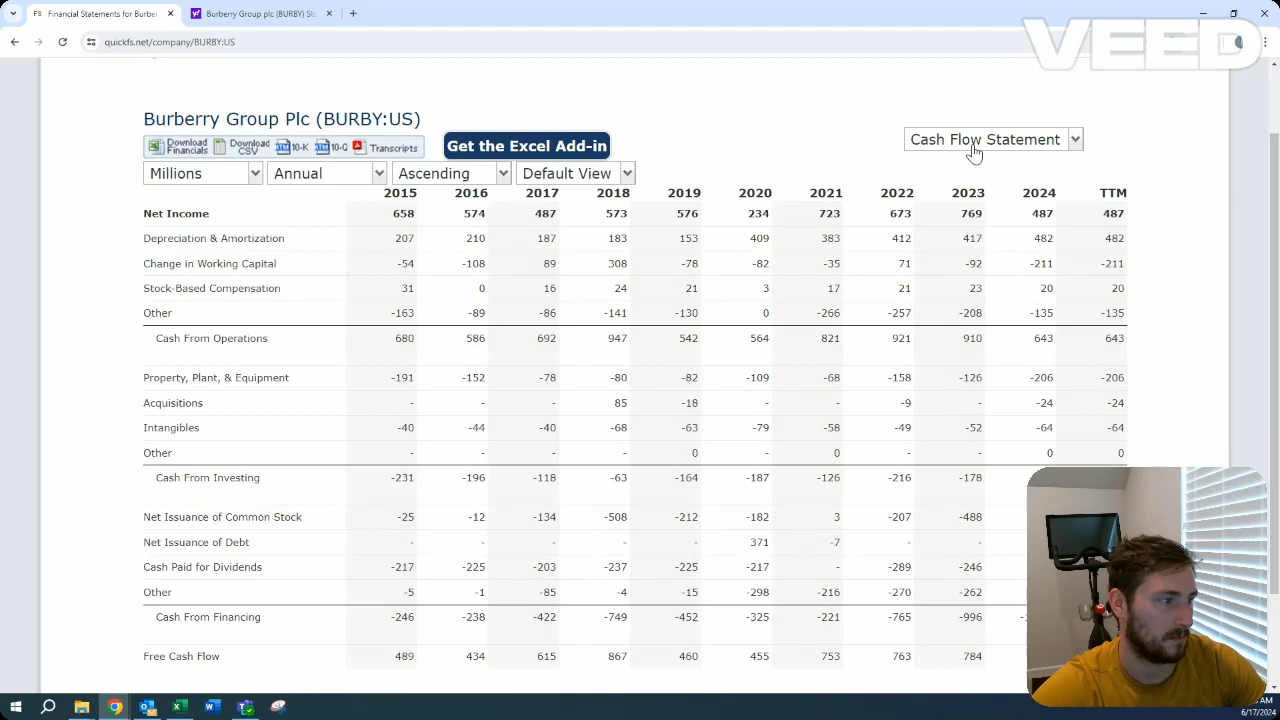 FS Financial Statements for Burber
Burberry Group plc (BURBY) Sto
VEED
quickfs.net/company/BURBY:US
Burberry Group Plc (BURBY:US)
Download Financials Download CSV 10-K 10-Q Transcripts Get the Excel Add-in Cash Flow Statement
Millions Annual Ascending Default View
2015 2016 2017 2018 2019 2020 2021 2022 2023 2024 TTM
Net Income 658 574 487 573 576 234 723 673 769 487 487
Depreciation & Amortization 207 210 187 183 153 409 383 412 417 482 482
Change in Working Capital -54 -108 89 308 -78 -82 -35 71 -92 -211 -211
Stock-Based Compensation 31 0 16 24 21 3 17 21 23 20 20
Other -163 -89 -86 -141 -130 0 -266 -257 -208 -135 -135
Cash From Operations 680 586 692 947 542 564 821 921 910 643 643
Property, Plant, & Equipment -191 -152 -78 -80 -82 -109 -68 -158 -126 -206 -206
Acquisitions - - - 85 -18 - - -9 - -24 -24
Intangibles -40 -44 -40 -68 -63 -79 -58 -49 -52 -64 -64
Other - - - - 0 - 0 - - 0 0
Cash From Investing -231 -196 -118 -63 -164 -187 -126 -216 -178
Net Issuance of Common Stock -25 -12 -134 -508 -212 -182 3 -207 -488
Net Issuance of Debt - - - - - 371 -7 - -
Cash Paid for Dividends -217 -225 -203 -237 -225 -217 - -289 -246
Other -5 -1 -85 -4 -15 -298 -216 -270 -262
Cash From Financing -246 -238 -422 -749 -452 -325 -221 -765 -996
Free Cash Flow 489 434 615 867 460 455 753 763 784
AM
6/17/2024